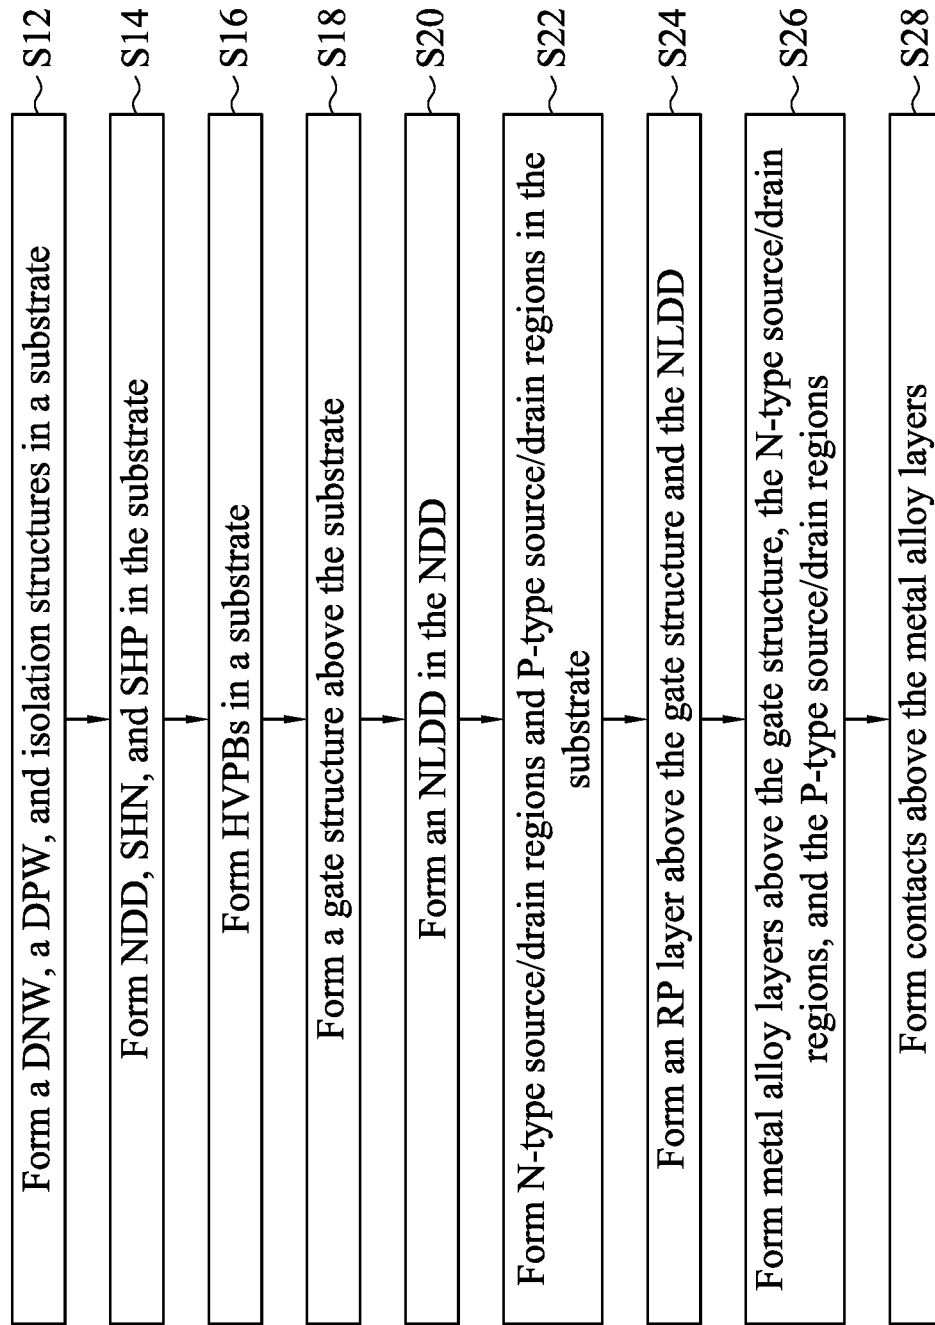 Form a DNW, a DPW, and isolation structures in a substrate
S12
Form NDD, SHN, and SHP in the substrate
S14
Form HVPBs in a substrate
S16
Form a gate structure above the substrate
S18
Form an NLDD in the NDD
S20
Form N-type source/drain regions and P-type source/drain regions in the
substrate
S22
Form an RP layer above the gate structure and the NLDD
S24
Form metal alloy layers above the gate structure, the N-type source/drain
regions, and the P-type source/drain regions
S26
Form contacts above the metal alloy layers
S28